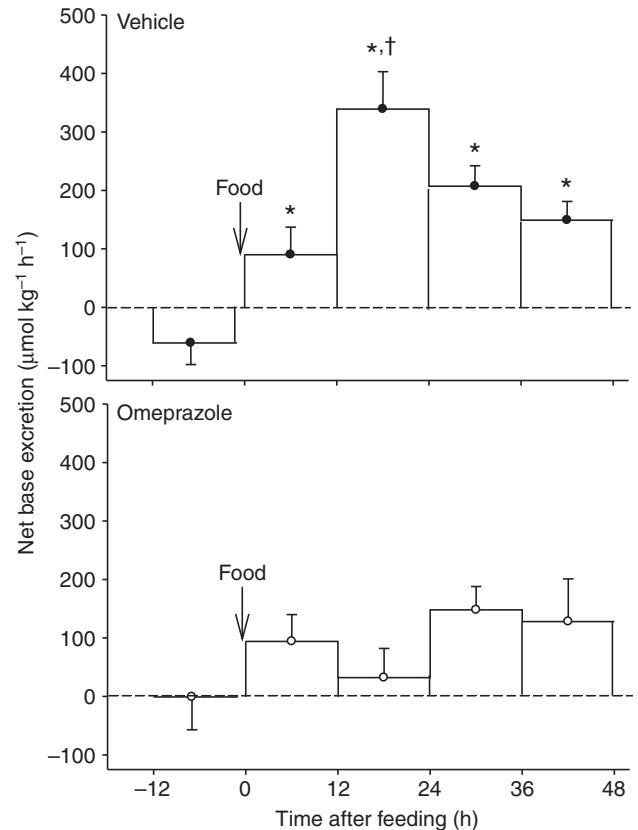 Vehicle
500
400
300
200
100
0
–100
*,†
*
*
*
Food
Net base excretion (μmol kg–1 h–1)
Omeprazole
500
400
300
200
100
0
–100
Food
–12 0 12 24 36 48
Time after feeding (h)